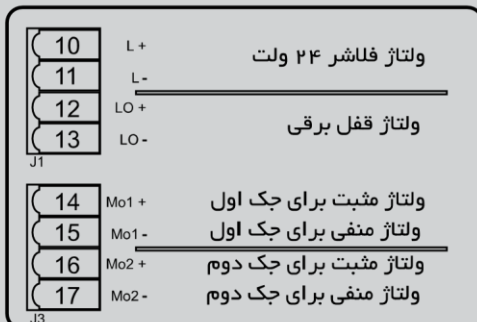 10 L + ولتاژ فلاشر ۲۴ ولت
11 L -
12 LO + ولتاژ قفل برقی
13 LO -
J1
14 Mo1 + ولتاژ مثبت برای جک اول
15 Mo1 - ولتاژ منفی برای جک اول
16 Mo2 + ولتاژ مثبت برای جک دوم
17 Mo2 - ولتاژ منفی برای جک دوم
J3